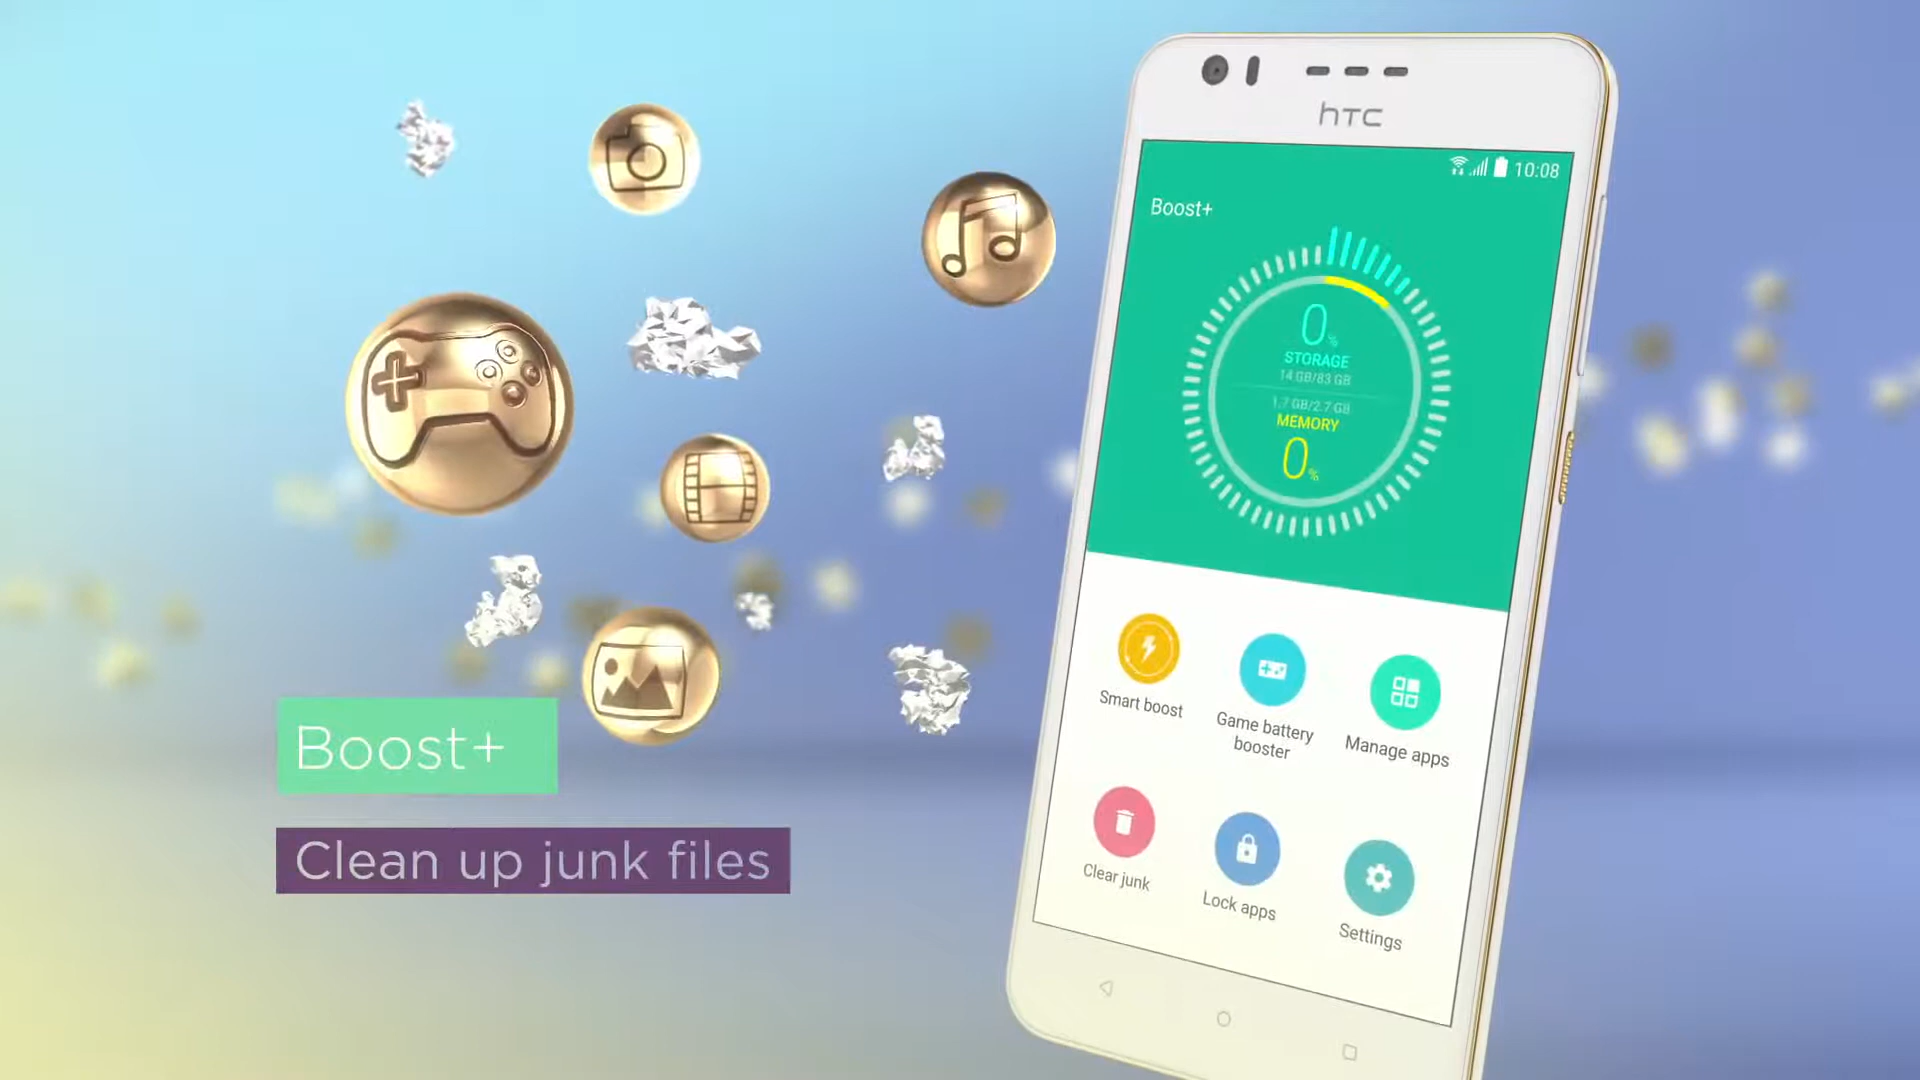 hTC
10:08
Boost+
0%
STORAGE
14 GB/83 GB
1.7 GB/2.7 GB
MEMORY
0%
Smart boost
Game battery
booster
Manage apps
Clear junk
Lock apps
Settings
Boost+
Clean up junk files